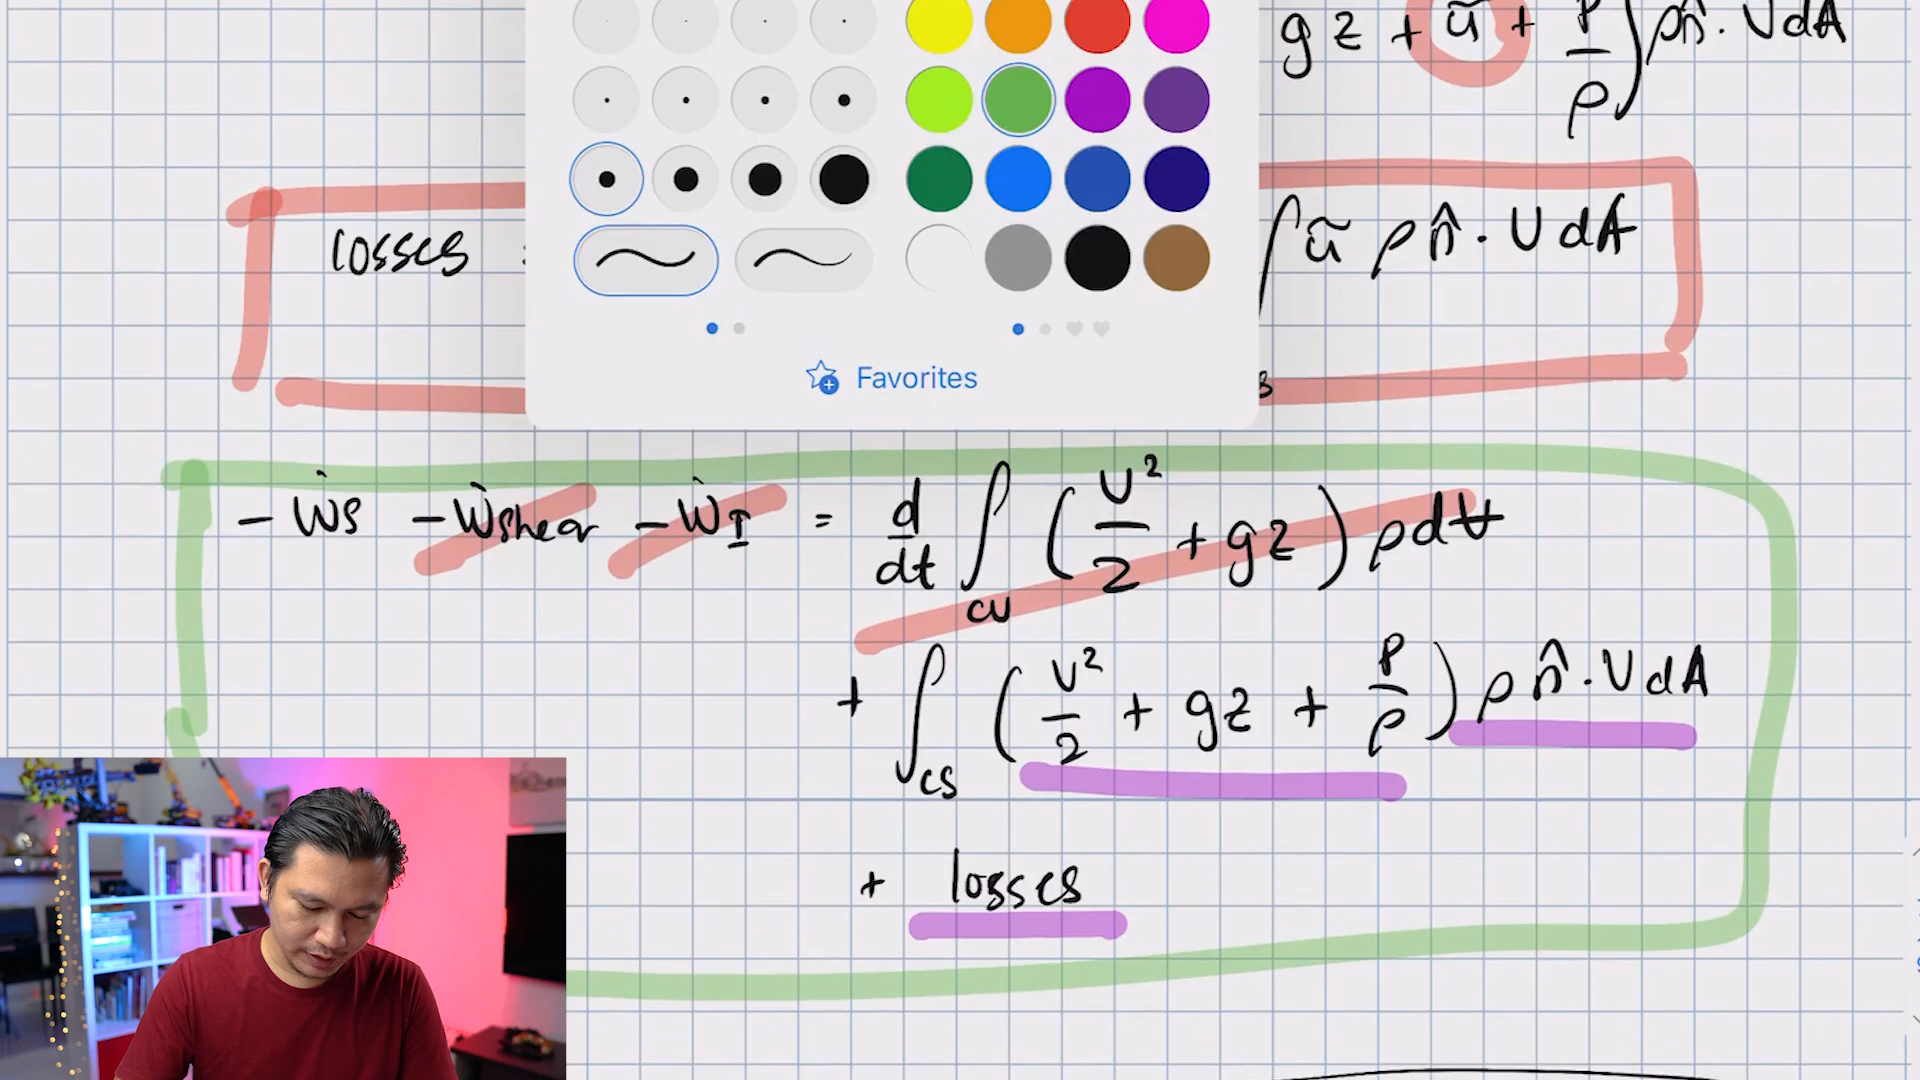 gz + ũ + P/ρ ) ρn̂ · V dA
losses
∫ ũ ρ n̂ · V dA
Favorites
- Ẇs - Ẇshear - ẆI = d/dt ∫CV ( V²/2 + gz ) ρ dV̶
+ ∫CS ( V²/2 + gz + P/ρ ) ρ n̂ · V dA
+ losses